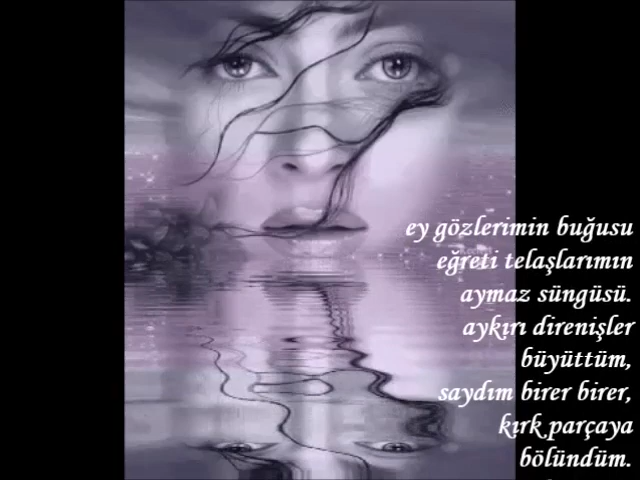 ey gözlerimin buğusu
eğreti telaşlarımın
aymaz süngüsü.
aykırı direnişler
büyüttüm,
saydım birer birer,
kırk parçaya
bölündüm.